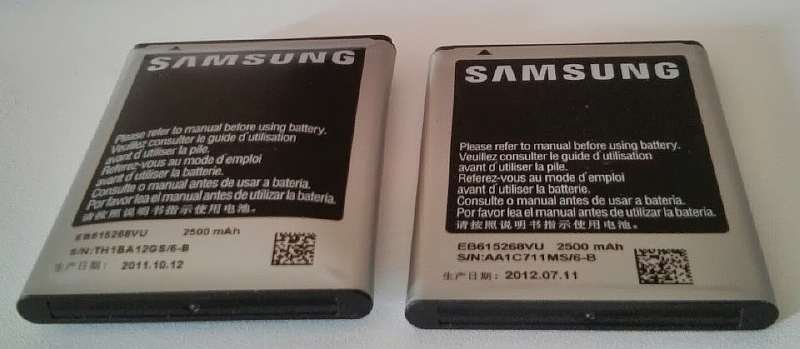 SAMSUNG
Please refer to manual before using battery.
Veuillez consulter le guide d'utilisation
avant d'utiliser la pile.
Referez-vous au mode d'emploi
avant d'utiliser la batterie.
Consulte o manual antes de usar a bateria.
Por favor lea el manual antes de utilizar la batería.
请按照说明书指示使用电池。
EB615268VU 2500 mAh
S/N:TH1BA12GS/6-B
生产日期: 2011.10.12
SAMSUNG
Please refer to manual before using battery.
Veuillez consulter le guide d'utilisation
avant d'utiliser la pile.
Referez-vous au mode d'emploi
avant d'utiliser la batterie.
Consulte o manual antes de usar a bateria.
Por favor lea el manual antes de utilizar la batería.
请按照说明书指示使用电池。
EB615268VU 2500 mAh
S/N:AA1C711MS/6-B
生产日期: 2012.07.11